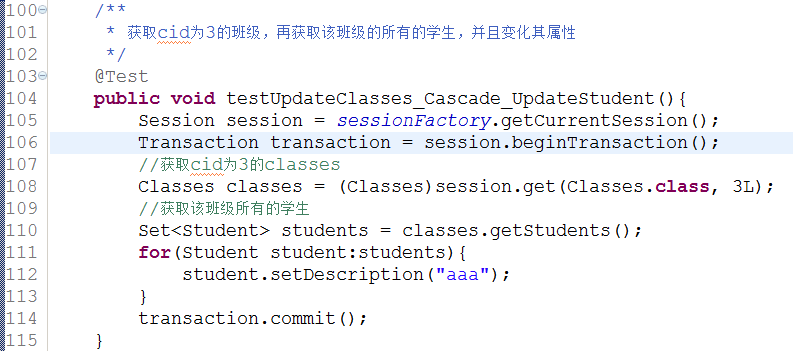 100 /**
101 * 获取cid为3的班级，再获取该班级的所有的学生，并且变化其属性
102 */
103 @Test
104 public void testUpdateClasses_Cascade_UpdateStudent(){
105 Session session = sessionFactory.getCurrentSession();
106 Transaction transaction = session.beginTransaction();
107 //获取cid为3的classes
108 Classes classes = (Classes)session.get(Classes.class, 3L);
109 //获取该班级所有的学生
110 Set<Student> students = classes.getStudents();
111 for(Student student:students){
112 student.setDescription("aaa");
113 }
114 transaction.commit();
115 }